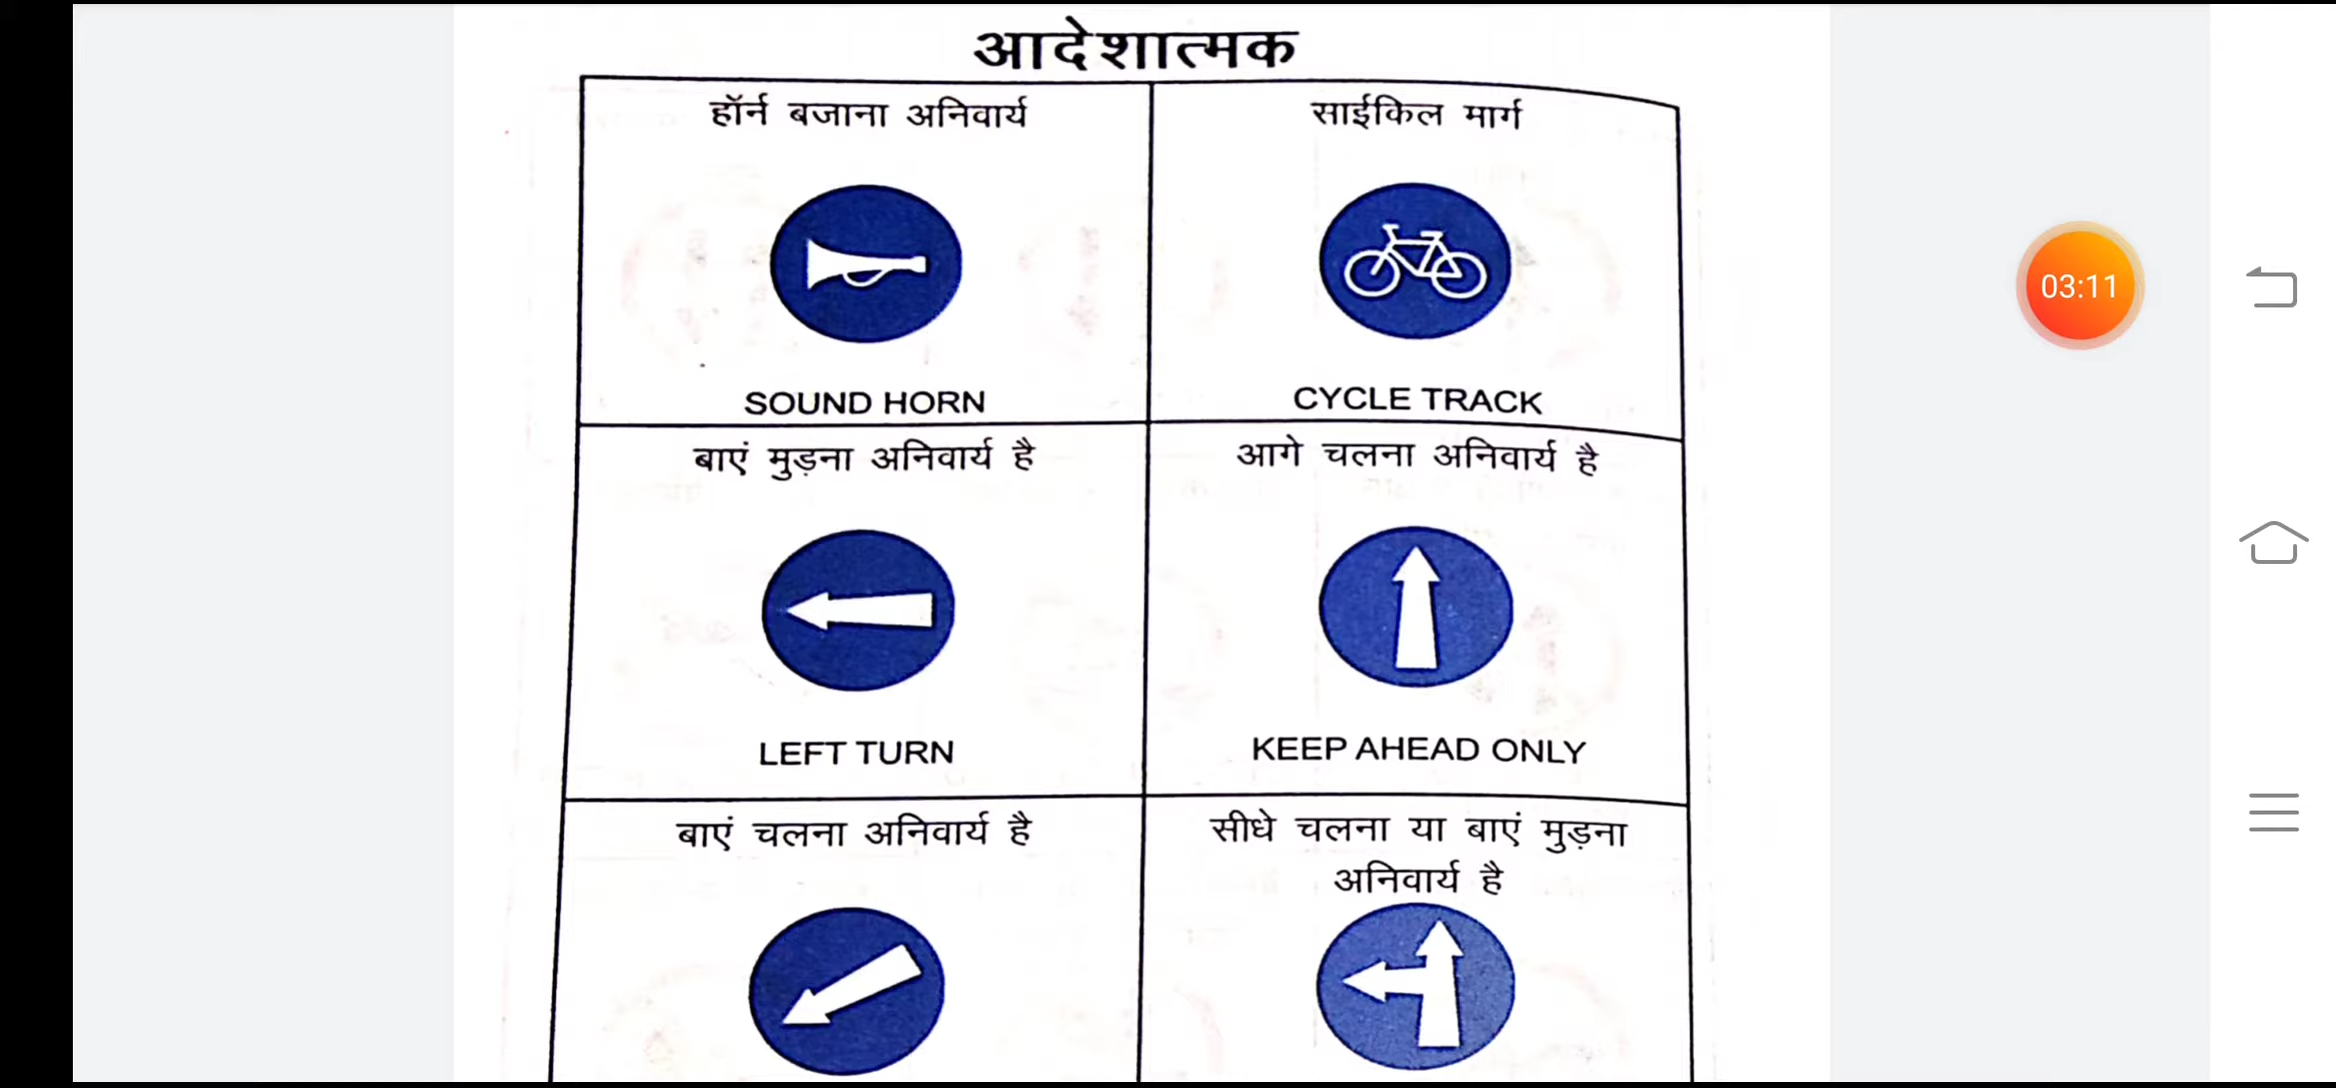 आदेशात्मक
हॉर्न बजाना अनिवार्य
साईकिल मार्ग
SOUND HORN
CYCLE TRACK
बाएं मुड़ना अनिवार्य है
आगे चलना अनिवार्य है
LEFT TURN
KEEP AHEAD ONLY
बाएं चलना अनिवार्य है
सीधे चलना या बाएं मुड़ना
अनिवार्य है
03:11